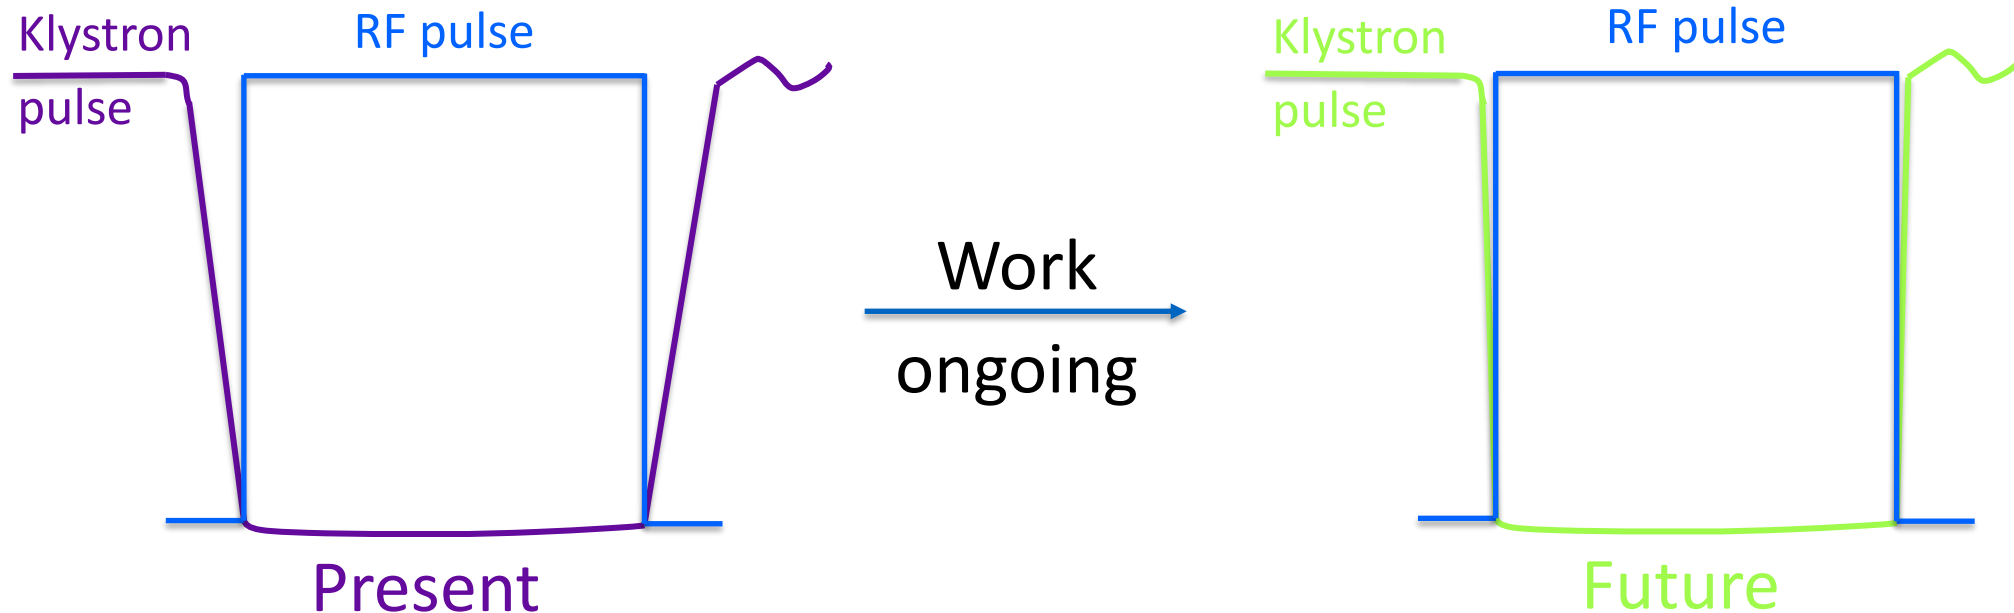 Klystron
pulse
RF pulse
Present
Work
ongoing
Klystron
pulse
RF pulse
Future